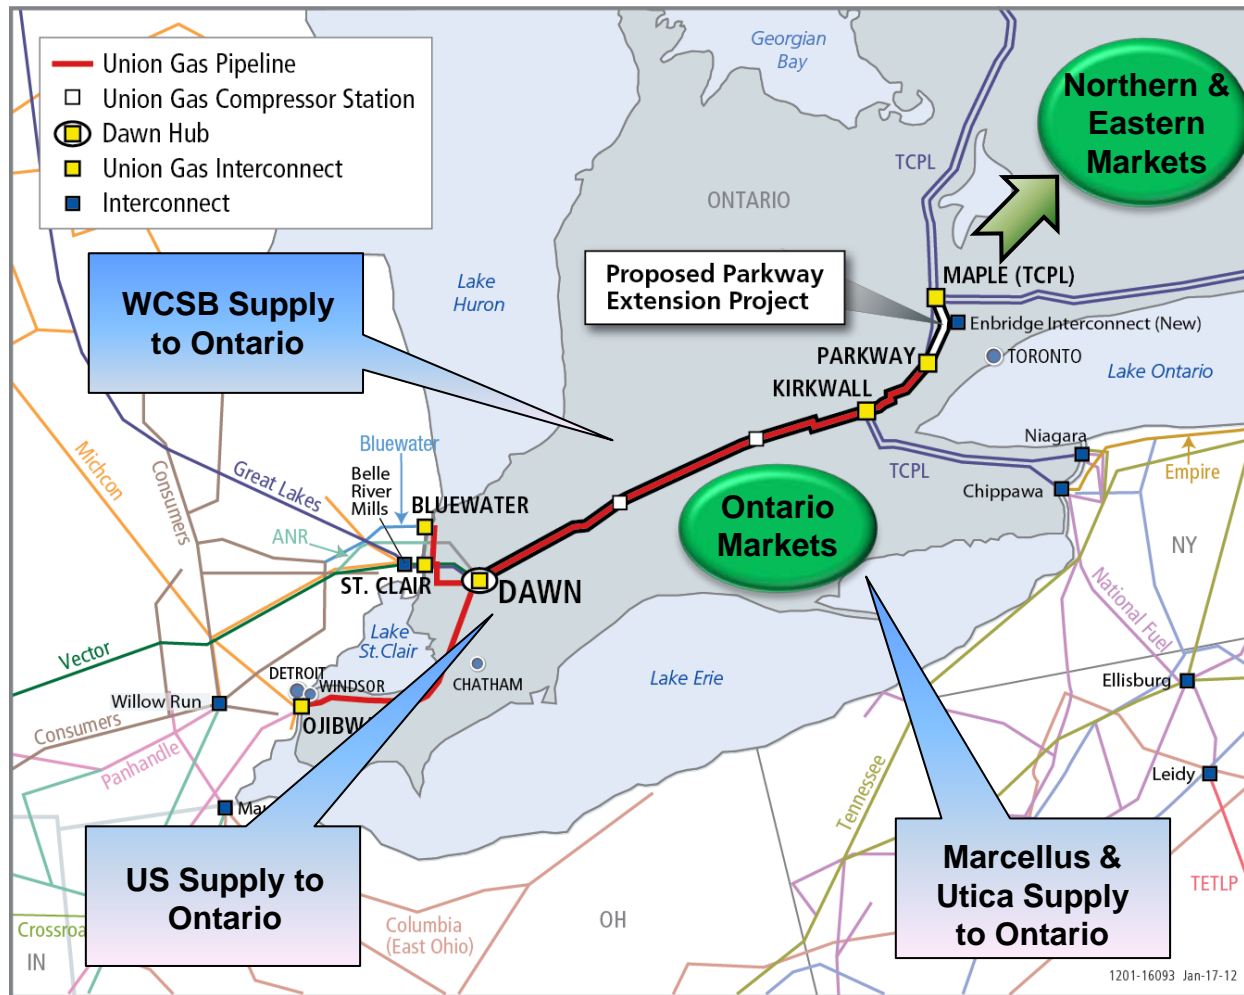 Union Gas Pipeline
Union Gas Compressor Station
Dawn Hub
Union Gas Interconnect
Interconnect
Georgian
Bay
Northern &
Eastern
Markets
TCPL
ONTARIO
Lake
Huron
WCSB Supply
to Ontario
Proposed Parkway
Extension Project
MAPLE (TCPL)
Enbridge Interconnect (New)
PARKWAY
TORONTO
KIRKWALL
Lake Ontario
Michcon
Consumers
Great Lakes
Bluewater
Belle
River
Mills
BLUEWATER
ANR
ST. CLAIR
DAWN
Ontario
Markets
TCPL
Niagara
Chippawa
Empire
NY
National Fuel
Vector
Lake
St.Clair
DETROIT
WINDSOR
CHATHAM
Lake Erie
Willow Run
Consumers
Panhandle
Ellisburg
Leidy
Tennessee
US Supply to
Ontario
Marcellus &
Utica Supply
to Ontario
TETLP
Columbia
(East Ohio)
OH
IN
1201-16093 Jan-17-12